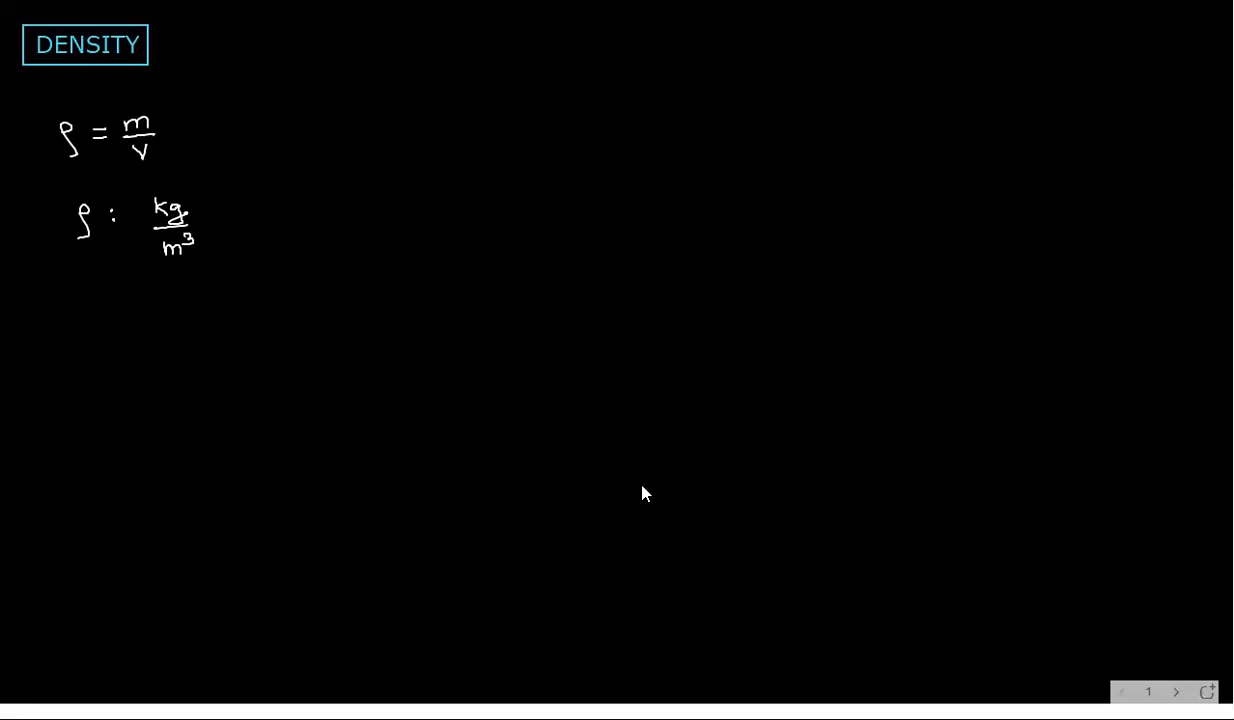 DENSITY
ρ = m/v
ρ : kg/m³
1